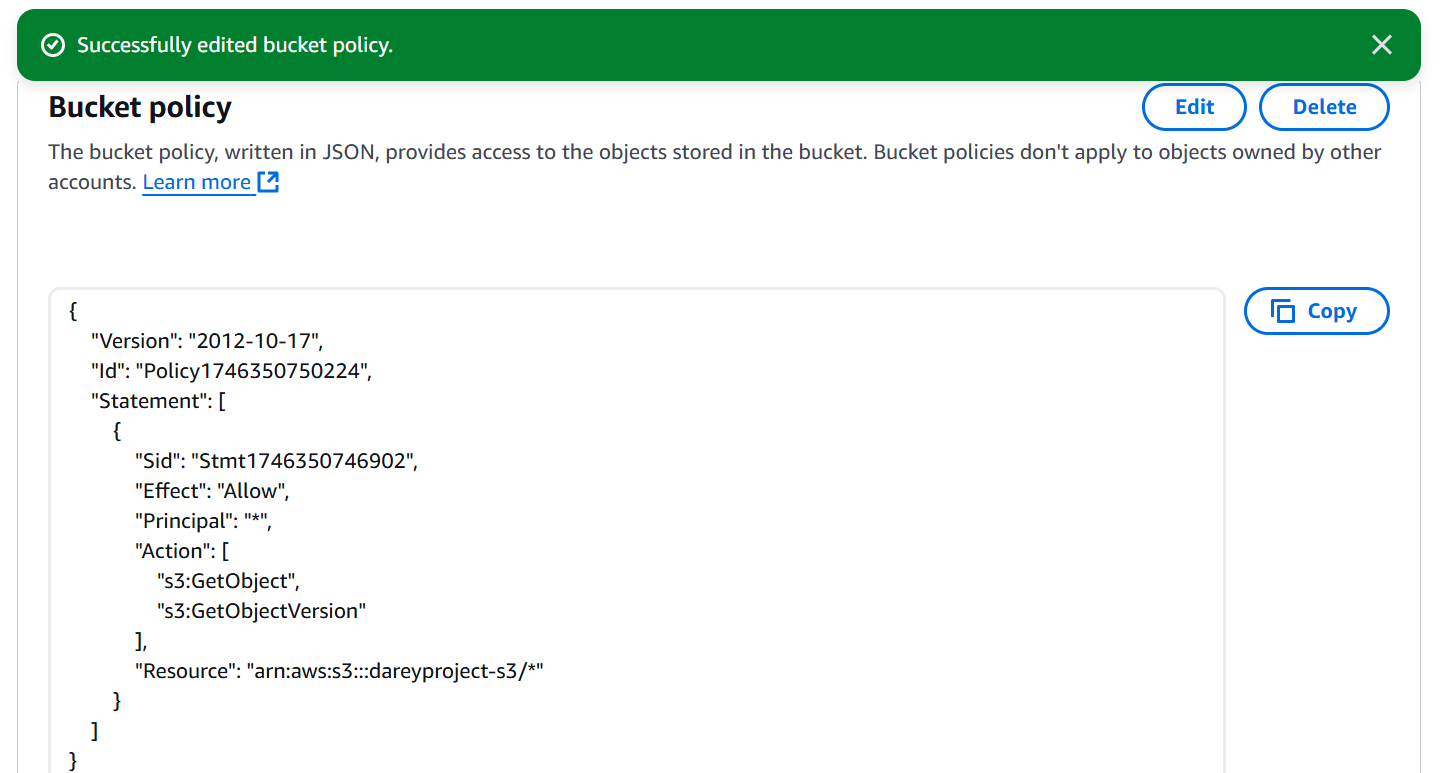 Successfully edited bucket policy.
Bucket policy
Edit
Delete
The bucket policy, written in JSON, provides access to the objects stored in the bucket. Bucket policies don't apply to objects owned by other
accounts. Learn more
Copy
{
    "Version": "2012-10-17",
    "Id": "Policy1746350750224",
    "Statement": [
        {
            "Sid": "Stmt1746350746902",
            "Effect": "Allow",
            "Principal": "*",
            "Action": [
                "s3:GetObject",
                "s3:GetObjectVersion"
            ],
            "Resource": "arn:aws:s3:::dareyproject-s3/*"
        }
    ]
}